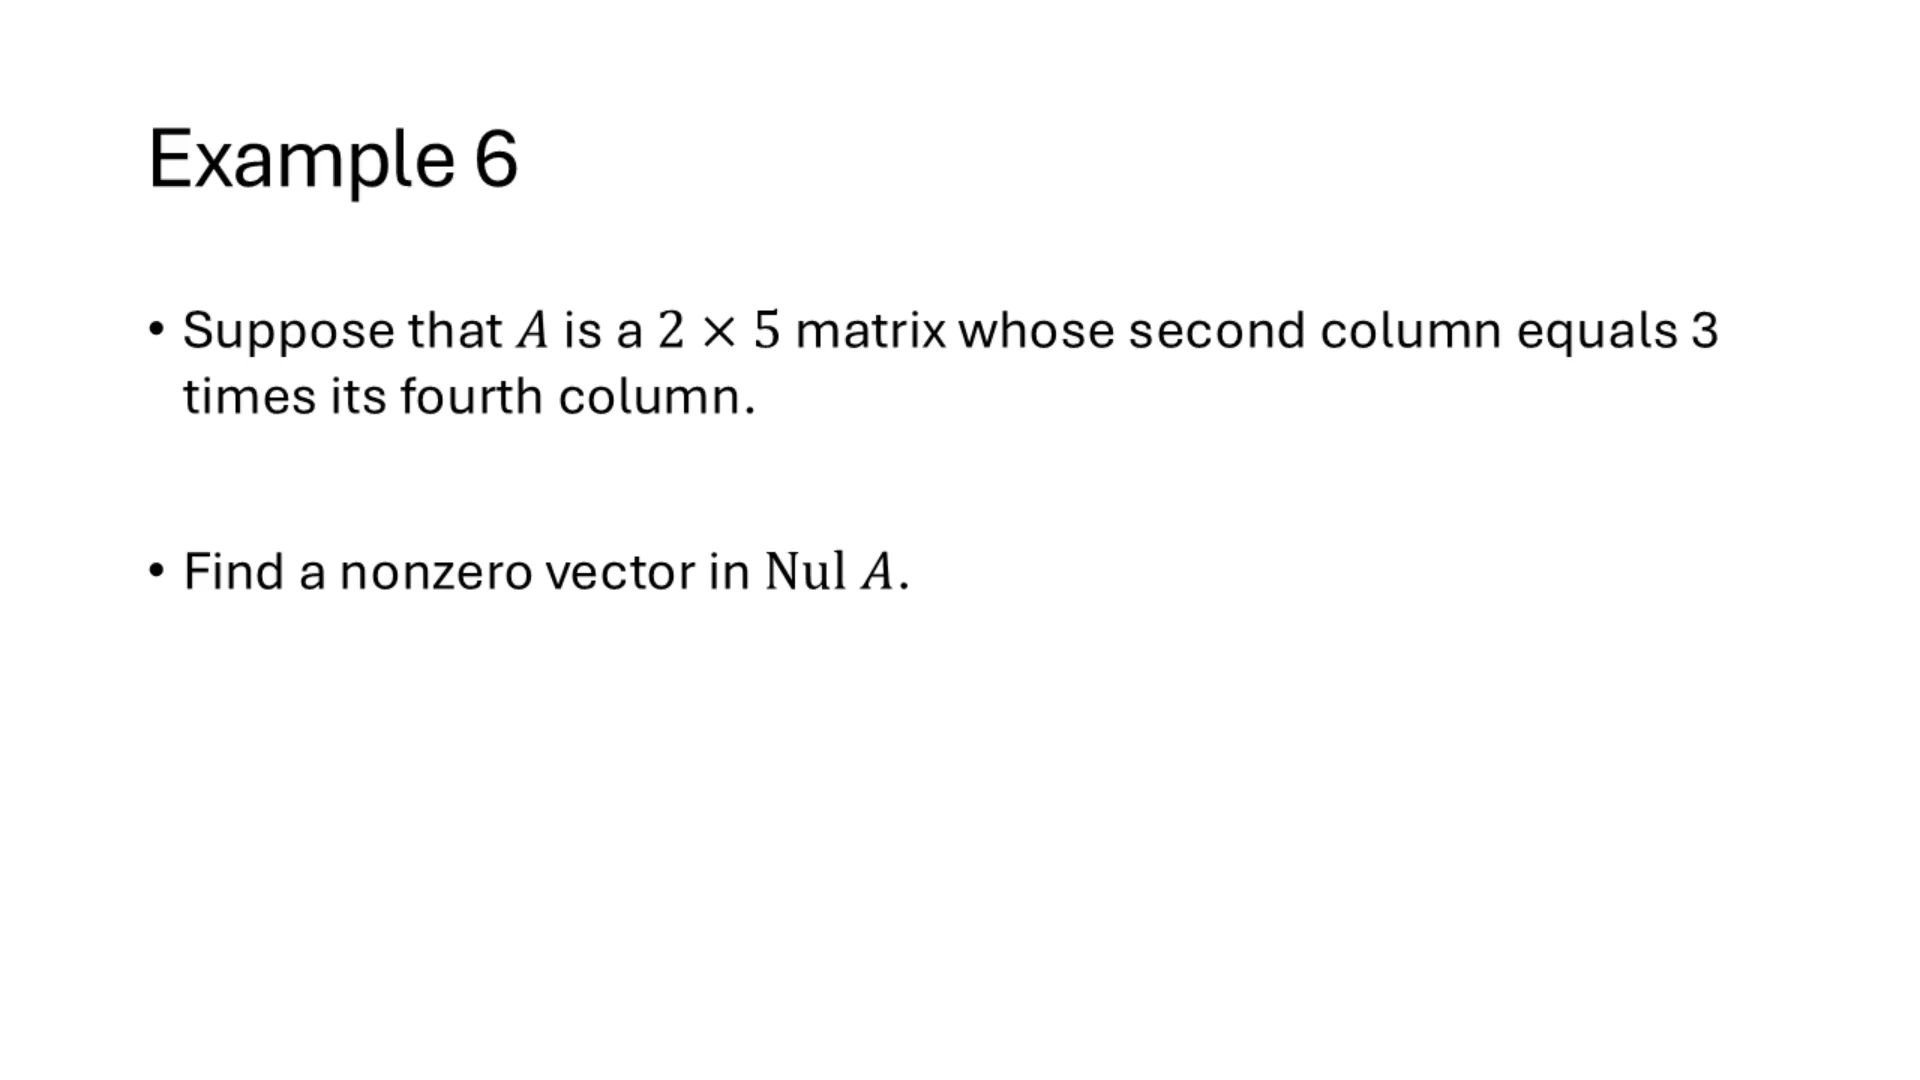 Example 6
• Suppose that A is a 2 × 5 matrix whose second column equals 3
times its fourth column.
• Find a nonzero vector in Nul A.